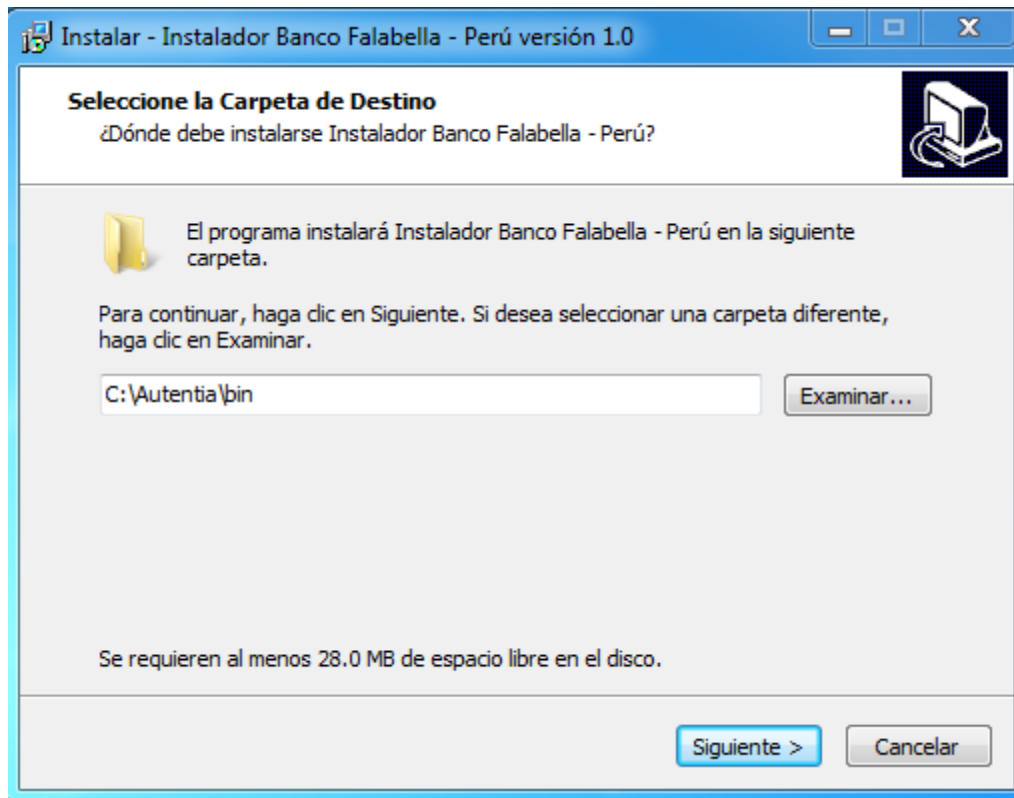 Instalar - Instalador Banco Falabella - Perú versión 1.0
Seleccione la Carpeta de Destino
¿Dónde debe instalarse Instalador Banco Falabella - Perú?
El programa instalará Instalador Banco Falabella - Perú en la siguiente
carpeta.
Para continuar, haga clic en Siguiente. Si desea seleccionar una carpeta diferente,
haga clic en Examinar.
C:\Autentia\bin
Examinar...
Se requieren al menos 28.0 MB de espacio libre en el disco.
Siguiente >
Cancelar